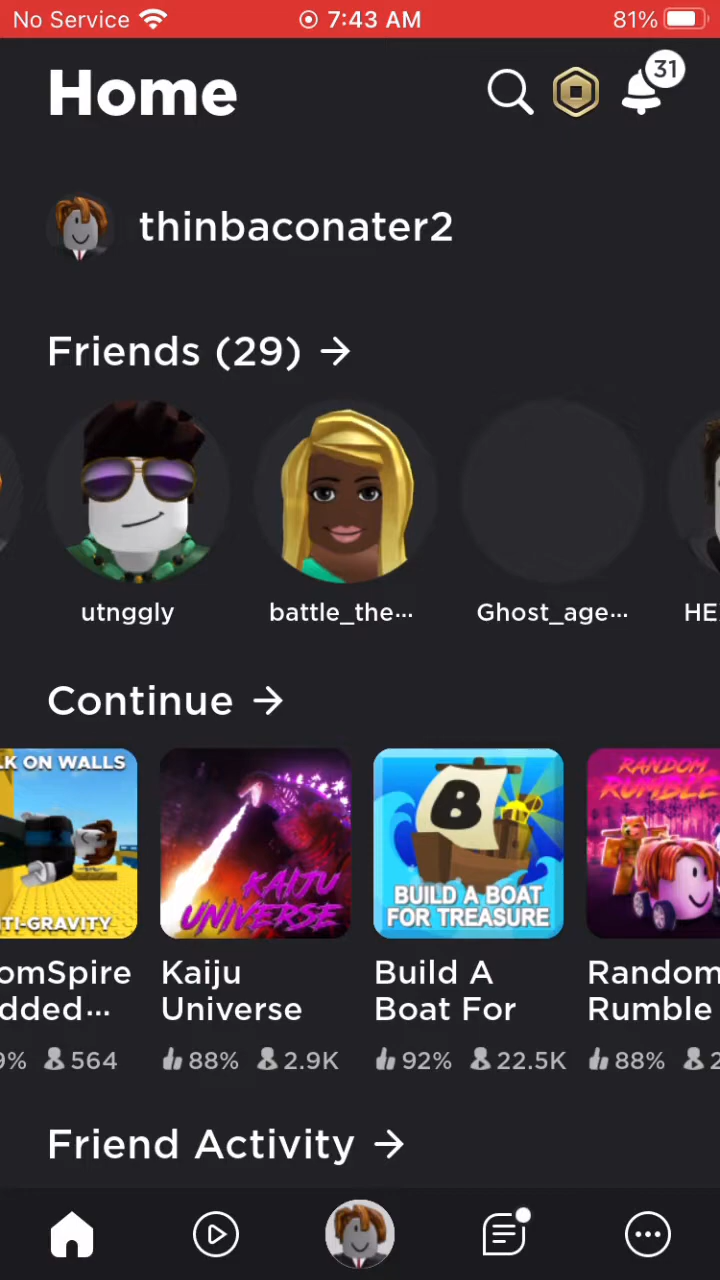 No Service 7:43 AM 81%
Home 31
thinbaconater2
Friends (29) →
utnggly battle_the... Ghost_age... HE
Continue →
LK ON WALLS
TI-GRAVITY
KAIJU
UNIVERSE
B
BUILD A BOAT
FOR TREASURE
RANDOM
RUMBLE
omSpire Kaiju Build A Random
dded... Universe Boat For Rumble
9% 564 88% 2.9K 92% 22.5K 88% 2
Friend Activity →